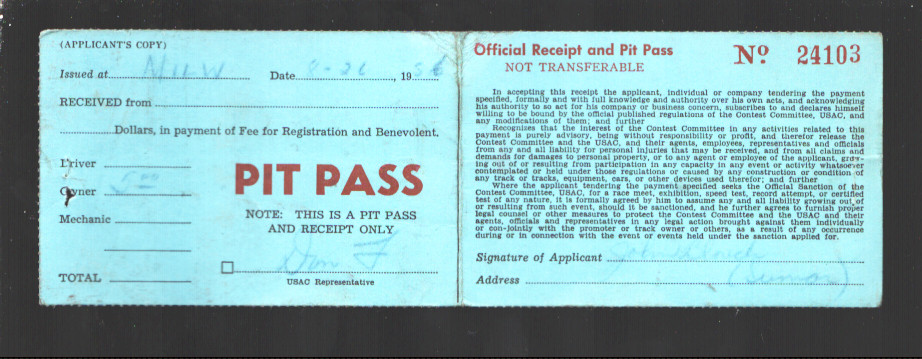 (APPLICANT'S COPY)
Issued at MILW Date 8-26 1956
RECEIVED from
Dollars, in payment of Fee for Registration and Benevolent.
Driver
Owner
Mechanic
TOTAL
PIT PASS
NOTE: THIS IS A PIT PASS
AND RECEIPT ONLY
Don
USAC Representative
Official Receipt and Pit Pass
NOT TRANSFERABLE
No. 24103
In accepting this receipt the applicant, individual or company tendering the payment
specified, formally and with full knowledge and authority over his own acts, and acknowledging
his authority to so act for his company or business concern, subscribes to and declares himself
willing to be bound by the official published regulations of the Contest Committee, USAC, and
any modifications of them; and further
Recognizes that the interest of the Contest Committee in any activities related to this
payment is purely advisory, being without responsibility or profit, and therefor release the
Contest Committee and the USAC, and their agents, employees, representatives and officials
from any and all liability for personal injuries that may be received, and from all claims and
demands for damages to personal property, or to any agent or employee of the applicant, grow-
ing out of or resulting from participation in any capacity in any event or activity whatsoever
contemplated or held under those regulations or caused by any construction or condition of
any track or tracks, equipment, cars, or other devices used therefor; and further
Where the applicant tendering the payment specified seeks the Official Sanction of the
Contest Committee, USAC, for a race meet, exhibition, speed test, record attempt, or certified
test of any nature, it is formally agreed by him to assume any and all liability growing out of
or resulting from such event, should it be sanctioned, and he further agrees to furnish proper
legal counsel or other measures to protect the Contest Committee and the USAC and their
agents, officials and representatives in any legal action brought against them individually
or con-jointly with the promoter or track owner or others, as a result of any occurrence
during or in connection with the event or events held under the sanction applied for.
Signature of Applicant
Address